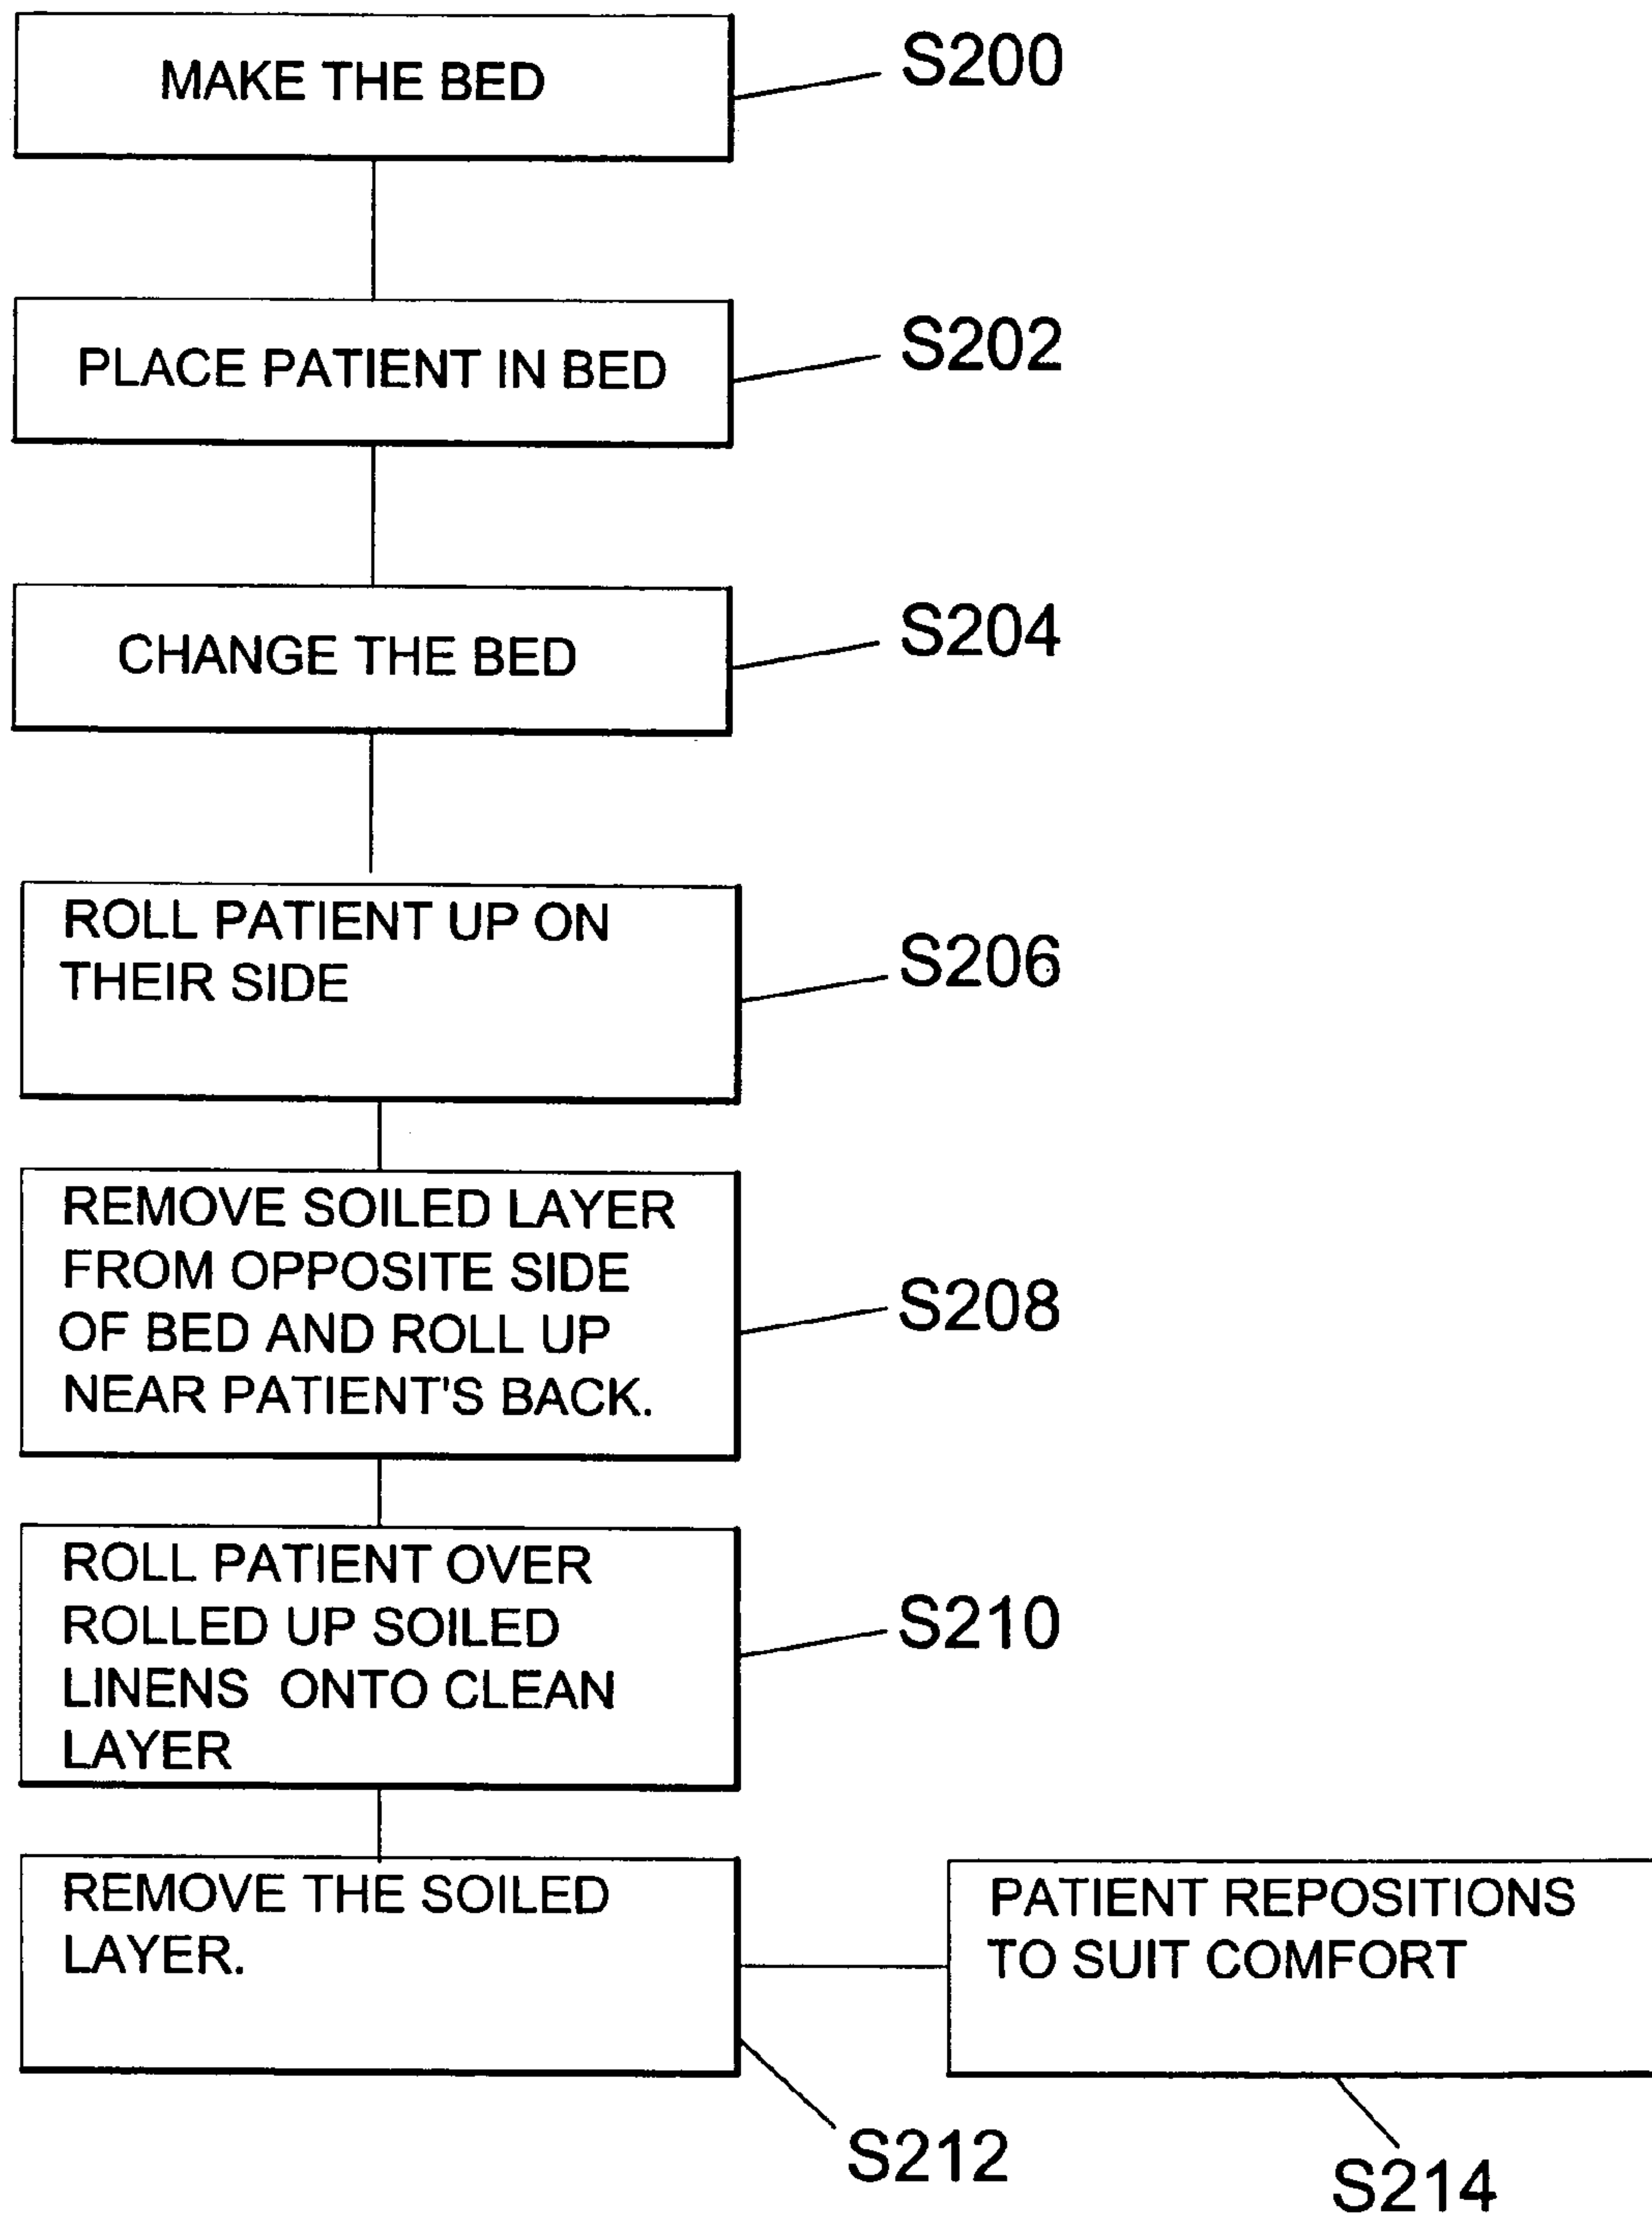 MAKE THE BED
S200
PLACE PATIENT IN BED
S202
CHANGE THE BED
S204
ROLL PATIENT UP ON
THEIR SIDE
S206
REMOVE SOILED LAYER
FROM OPPOSITE SIDE
OF BED AND ROLL UP
NEAR PATIENT'S BACK.
S208
ROLL PATIENT OVER
ROLLED UP SOILED
LINENS ONTO CLEAN
LAYER
S210
REMOVE THE SOILED
LAYER.
S212
PATIENT REPOSITIONS
TO SUIT COMFORT
S214